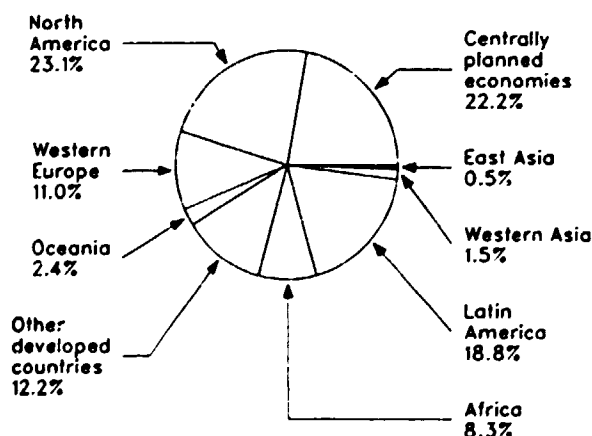 North
America
23.1%
Centrally
planned
economies
22.2%
Western
Europe
11.0%
East Asia
0.5%
Oceania
2.4%
Western Asia
1.5%
Other
developed
countries
12.2%
Latin
America
18.8%
Africa
8.3%